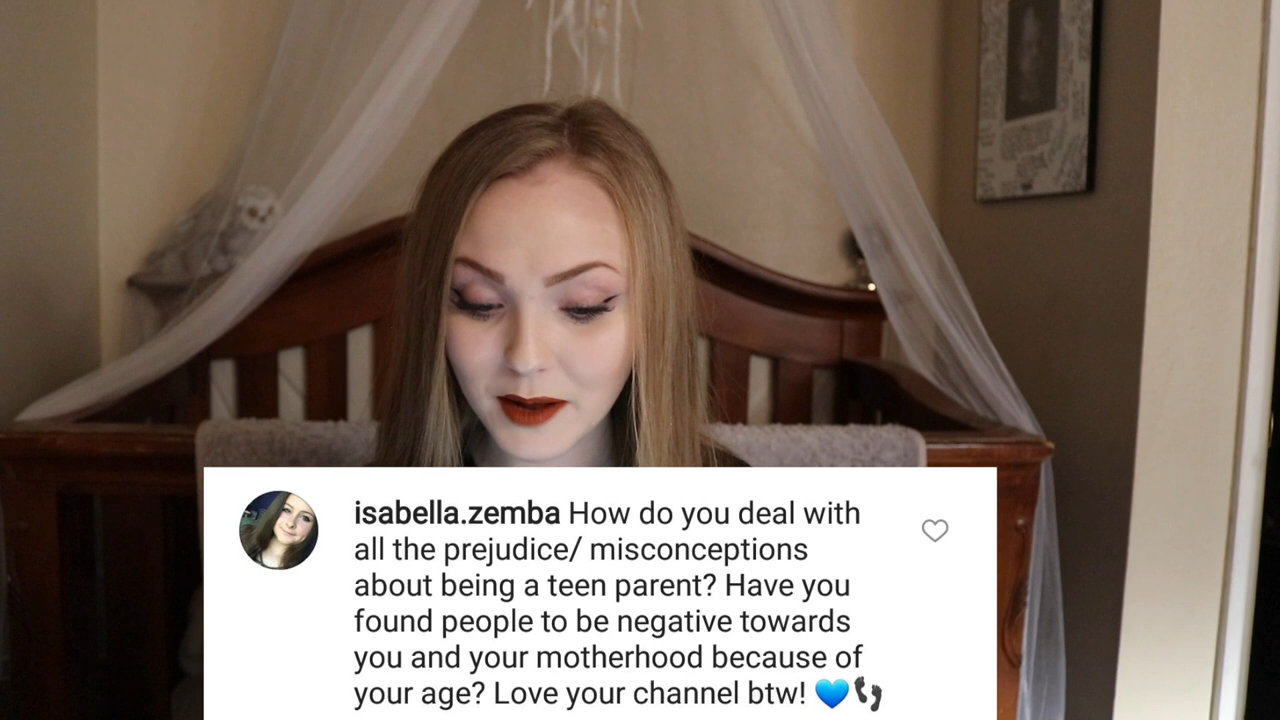 isabella.zemba How do you deal with
all the prejudice/ misconceptions
about being a teen parent? Have you
found people to be negative towards
you and your motherhood because of
your age? Love your channel btw! 💙👣